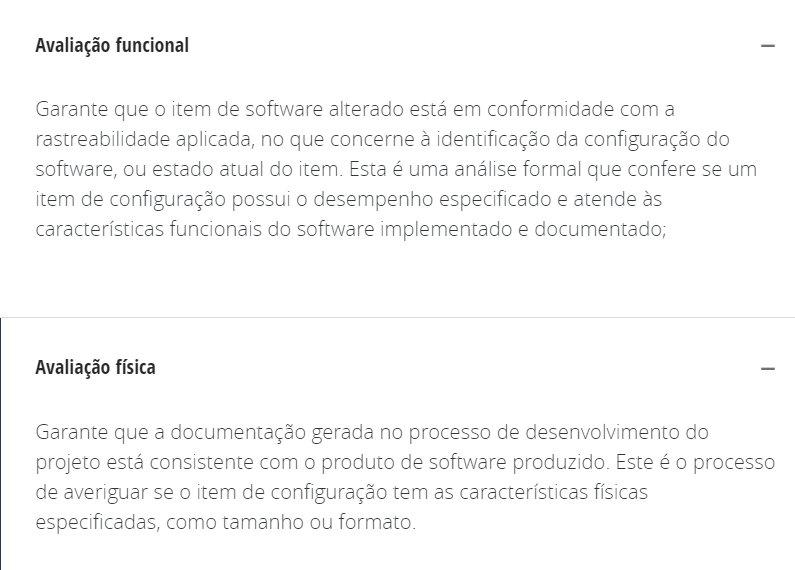 Avaliação funcional
Garante que o item de software alterado está em conformidade com a
rastreabilidade aplicada, no que concerne à identificação da configuração do
software, ou estado atual do item. Esta é uma análise formal que confere se um
item de configuração possui o desempenho especificado e atende às
características funcionais do software implementado e documentado;
Avaliação física
Garante que a documentação gerada no processo de desenvolvimento do
projeto está consistente com o produto de software produzido. Este é o processo
de averiguar se o item de configuração tem as características físicas
especificadas, como tamanho ou formato.